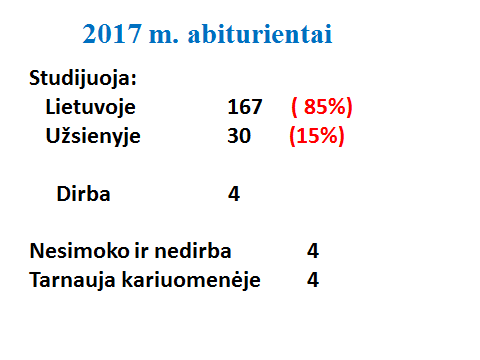 2017 m. abiturientai
Studijuoja:
Lietuvoje 167 ( 85%)
Užsienyje 30 (15%)
Dirba 4
Nesimoko ir nedirba 4
Tarnauja kariuomenėje 4